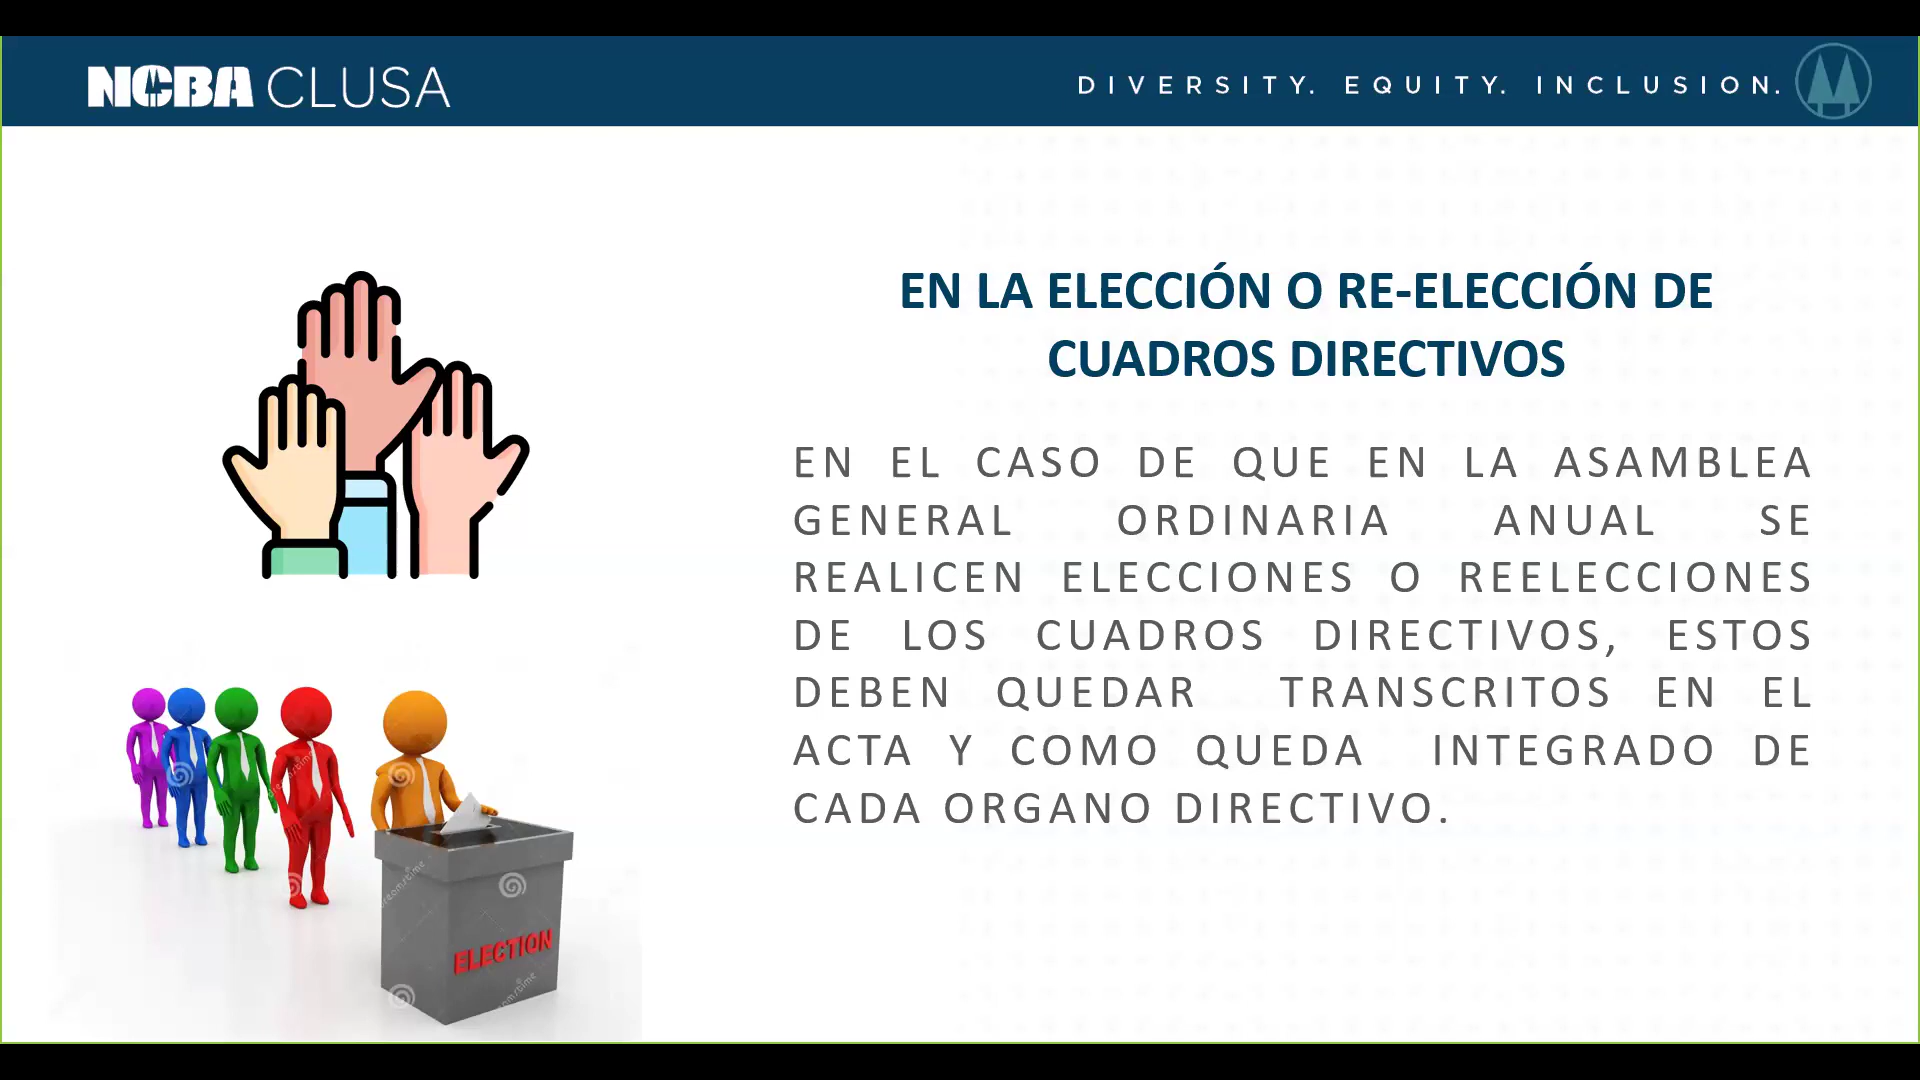 NCBA CLUSA
DIVERSITY. EQUITY. INCLUSION.
EN LA ELECCIÓN O RE-ELECCIÓN DE
CUADROS DIRECTIVOS
EN EL CASO DE QUE EN LA ASAMBLEA
GENERAL ORDINARIA ANUAL SE
REALICEN ELECCIONES O REELECCIONES
DE LOS CUADROS DIRECTIVOS, ESTOS
DEBEN QUEDAR TRANSCRITOS EN EL
ACTA Y COMO QUEDA INTEGRADO DE
CADA ORGANO DIRECTIVO.
ELECTION